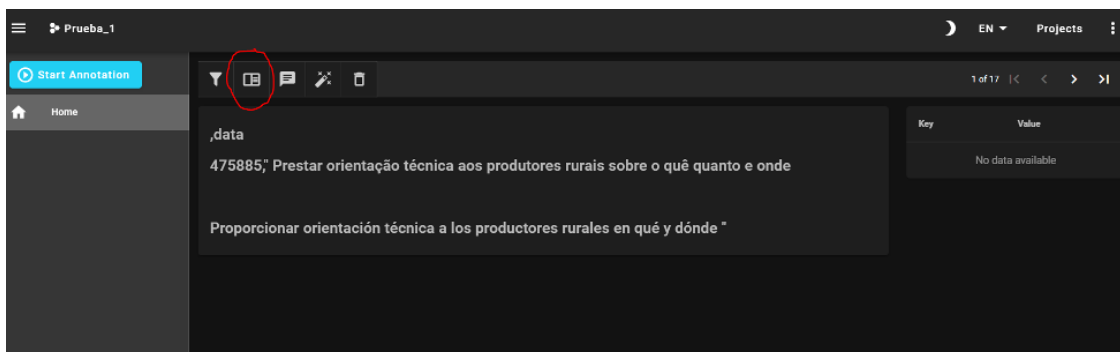 Prueba_1
EN
Projects
Start Annotation
1 of 17
Home
Key
Value
,data
No data available
475885," Prestar orientação técnica aos produtores rurais sobre o quê quanto e onde
Proporcionar orientación técnica a los productores rurales en qué y dónde "